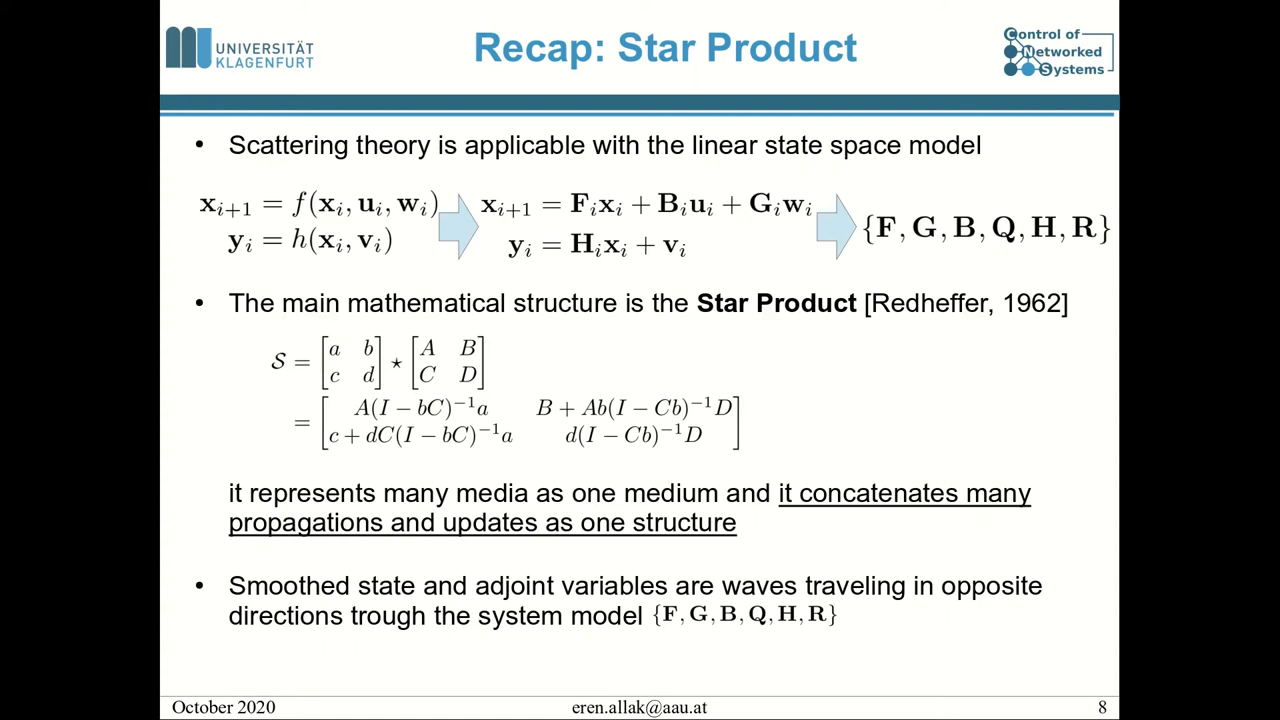 UNIVERSITÄT
KLAGENFURT
Recap: Star Product
Control of
Networked
Systems
• Scattering theory is applicable with the linear state space model
x_{i+1} = f(x_i, u_i, w_i)
y_i = h(x_i, v_i)
x_{i+1} = F_i x_i + B_i u_i + G_i w_i
y_i = H_i x_i + v_i
{F, G, B, Q, H, R}
• The main mathematical structure is the Star Product [Redheffer, 1962]
S = [a b; c d] ⋆ [A B; C D]
= [A(I − bC)^{−1}a B + Ab(I − Cb)^{−1}D; c + dC(I − bC)^{−1}a d(I − Cb)^{−1}D]
it represents many media as one medium and it concatenates many
propagations and updates as one structure
• Smoothed state and adjoint variables are waves traveling in opposite
directions trough the system model {F, G, B, Q, H, R}
October 2020
eren.allak@aau.at
8